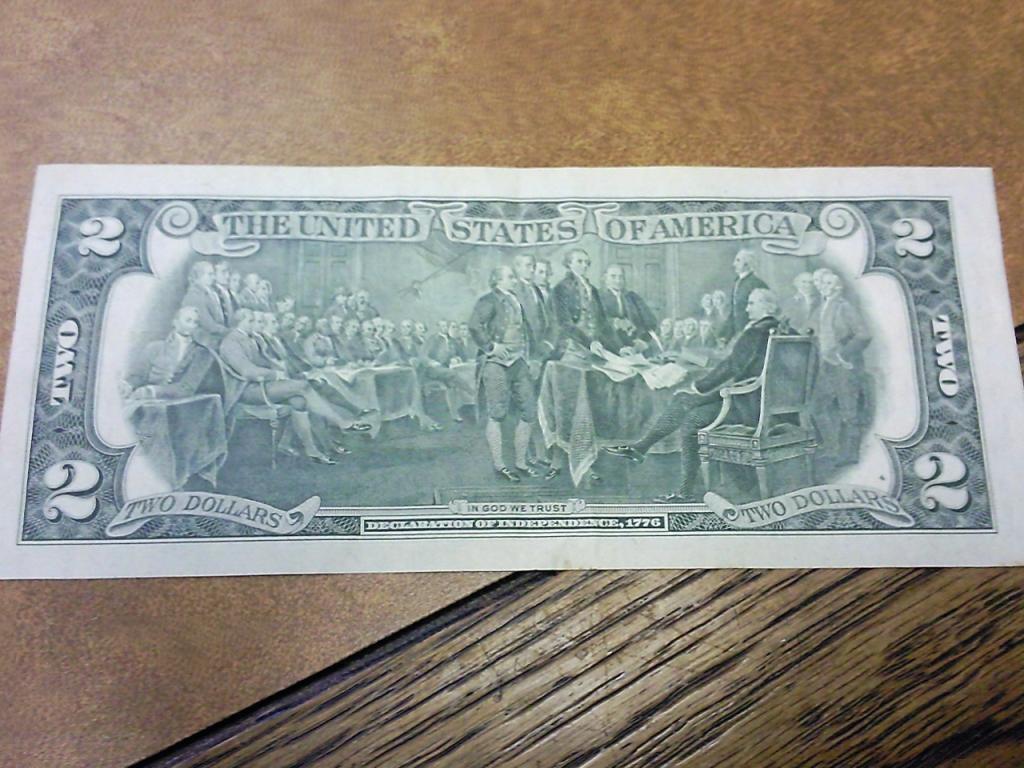 THE UNITED STATES OF AMERICA
2 2
TWO TWO
2 2
TWO DOLLARS TWO DOLLARS
IN GOD WE TRUST
DECLARATION OF INDEPENDENCE, 1776